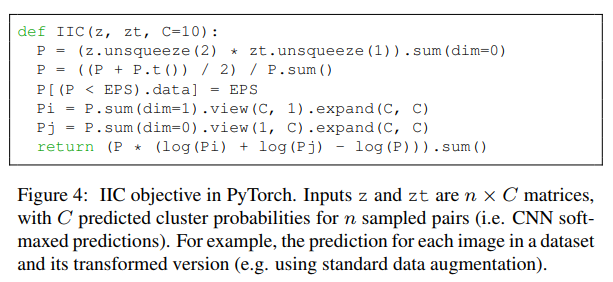 def IIC(z, zt, C=10):
  P = (z.unsqueeze(2) * zt.unsqueeze(1)).sum(dim=0)
  P = ((P + P.t()) / 2) / P.sum()
  P[(P < EPS).data] = EPS
  Pi = P.sum(dim=1).view(C, 1).expand(C, C)
  Pj = P.sum(dim=0).view(1, C).expand(C, C)
  return (P * (log(Pi) + log(Pj) - log(P))).sum()
Figure 4: IIC objective in PyTorch. Inputs z and zt are n × C matrices,
with C predicted cluster probabilities for n sampled pairs (i.e. CNN soft-
maxed predictions). For example, the prediction for each image in a dataset
and its transformed version (e.g. using standard data augmentation).